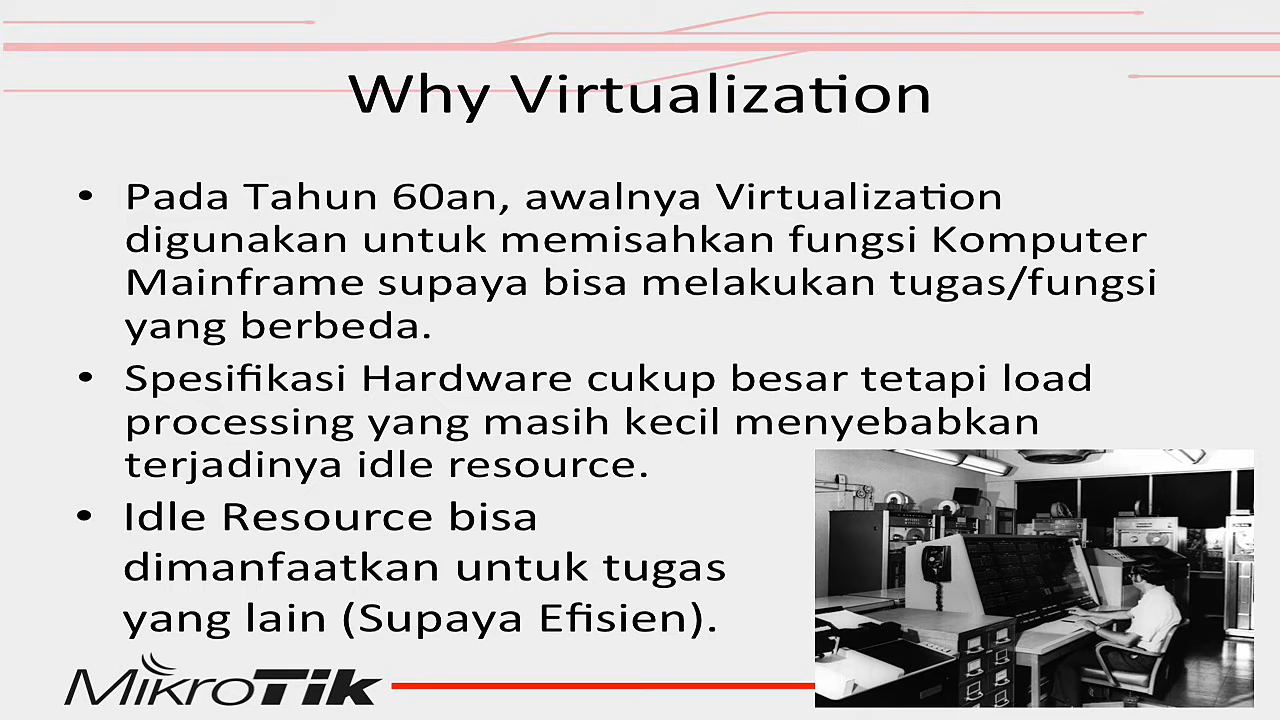 Why Virtualization
• Pada Tahun 60an, awalnya Virtualization
digunakan untuk memisahkan fungsi Komputer
Mainframe supaya bisa melakukan tugas/fungsi
yang berbeda.
• Spesifikasi Hardware cukup besar tetapi load
processing yang masih kecil menyebabkan
terjadinya idle resource.
• Idle Resource bisa
dimanfaatkan untuk tugas
yang lain (Supaya Efisien).
MikroTik